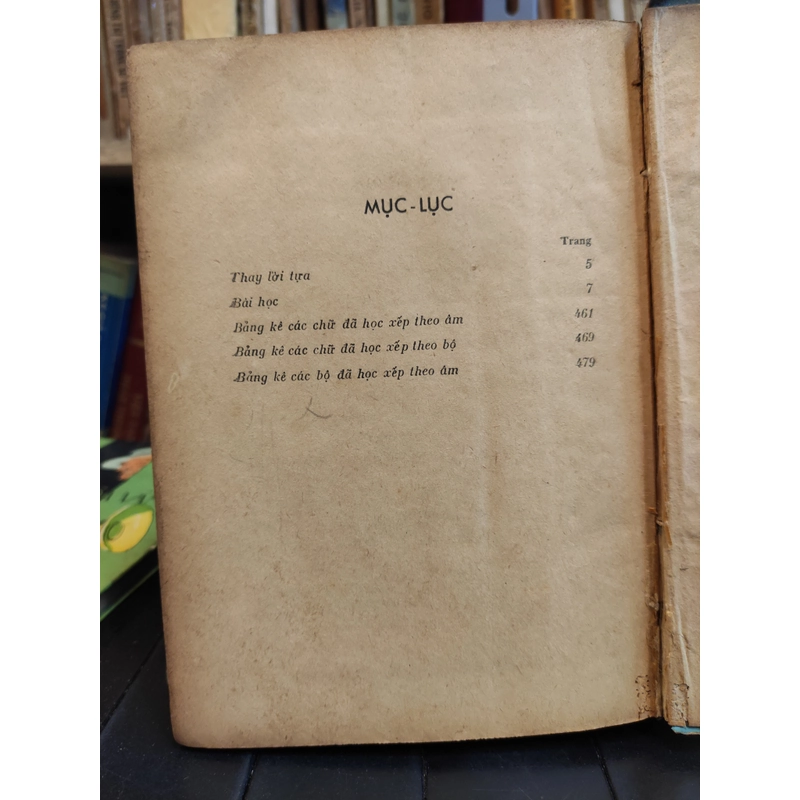 MỤC-LỤC
Trang
Thay lời tựa 5
Bài học 7
Bảng kê các chữ đã học xếp theo âm 461
Bảng kê các chữ đã học xếp theo bộ 469
Bảng kê các bộ đã học xếp theo âm 479